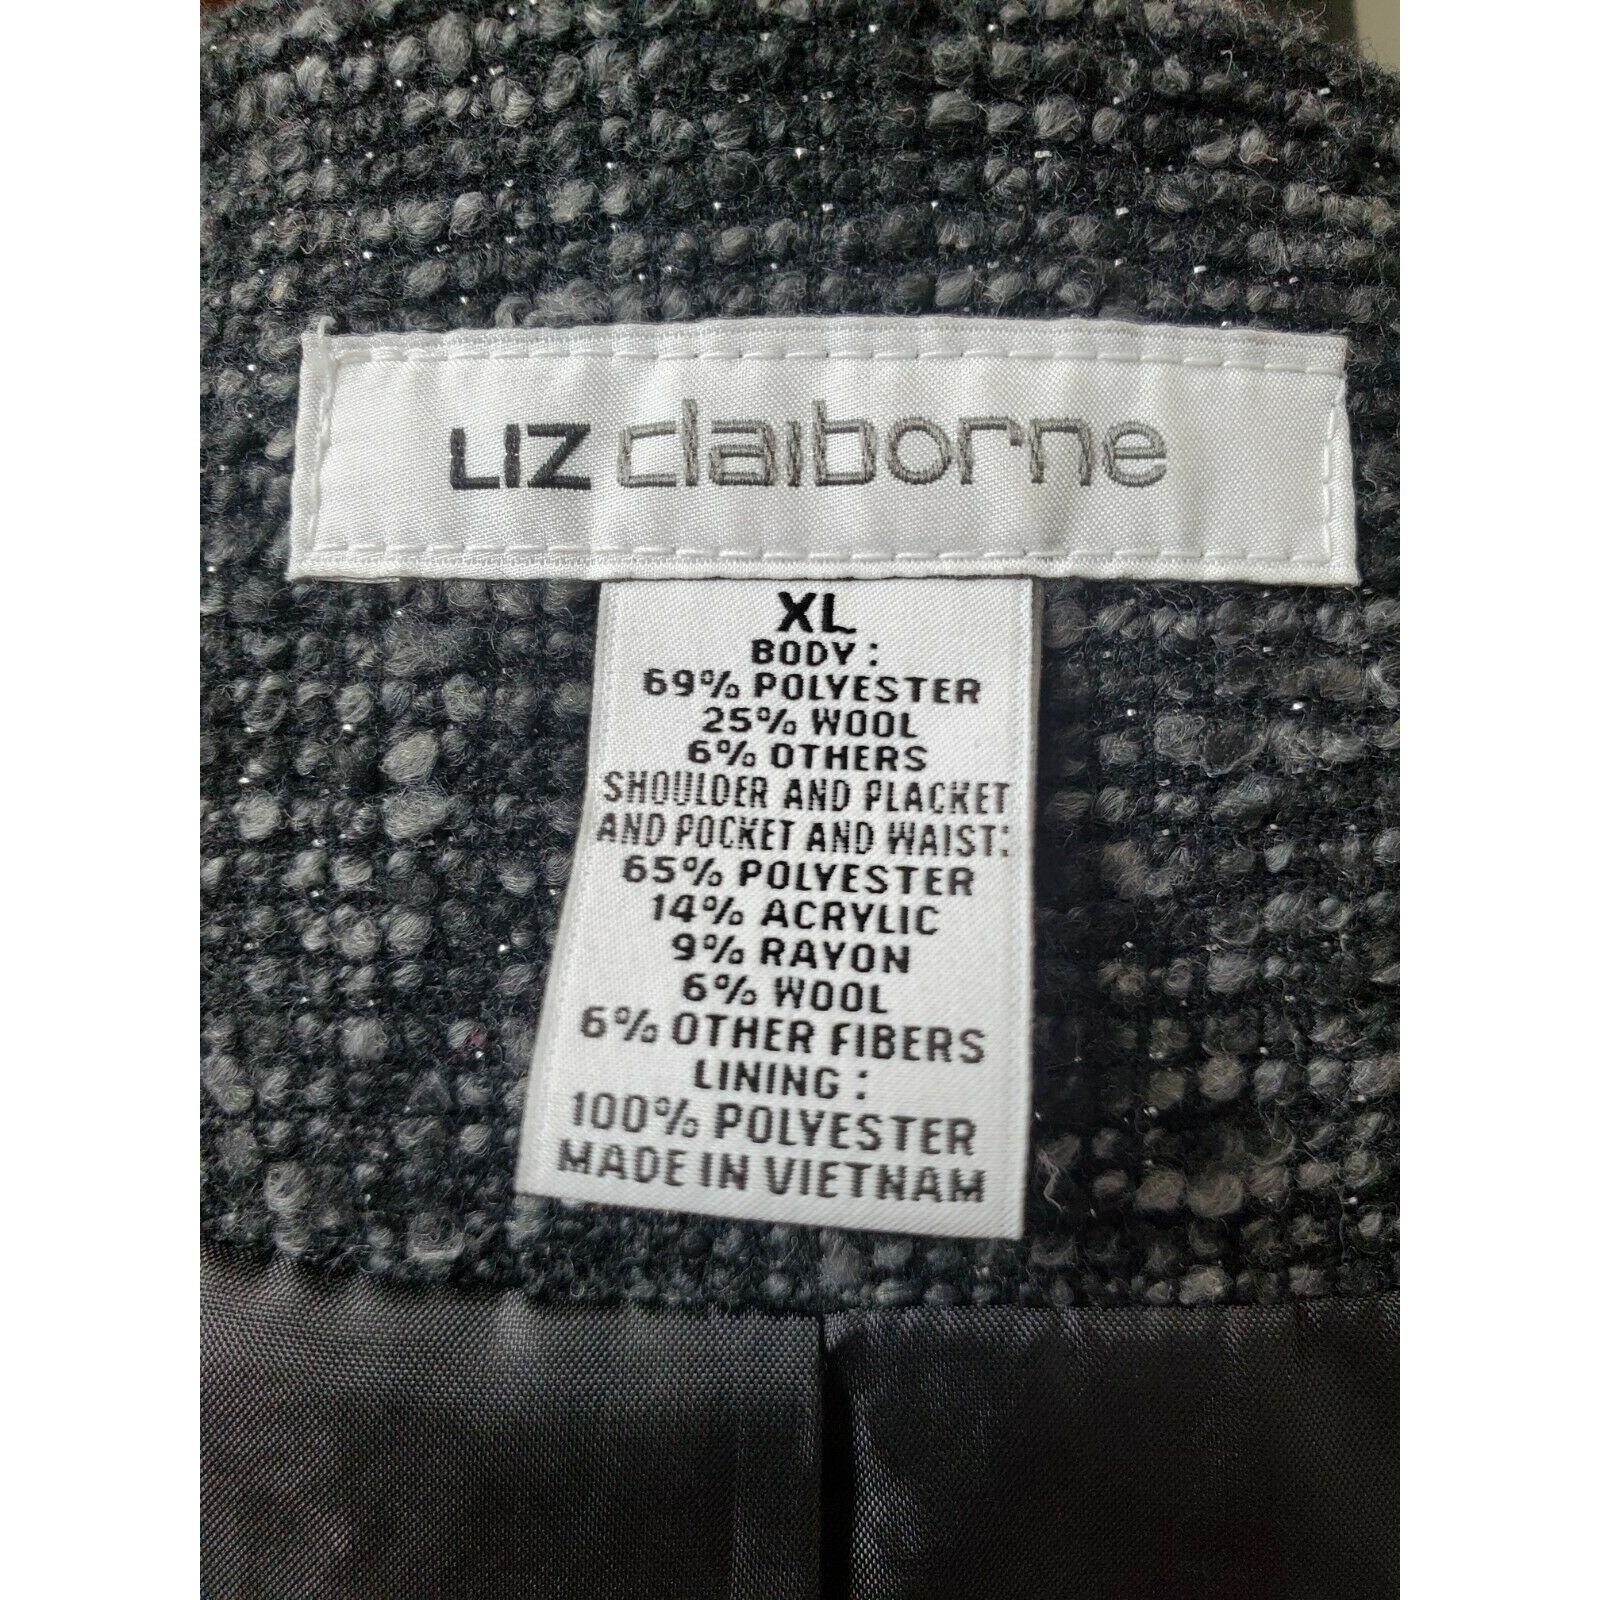 LIZ claiborne
XL
BODY :
69% POLYESTER
25% WOOL
6% OTHERS
SHOULDER AND PLACKET
AND POCKET AND WAIST:
65% POLYESTER
14% ACRYLIC
9% RAYON
6% WOOL
6% OTHER FIBERS
LINING :
100% POLYESTER
MADE IN VIETNAM